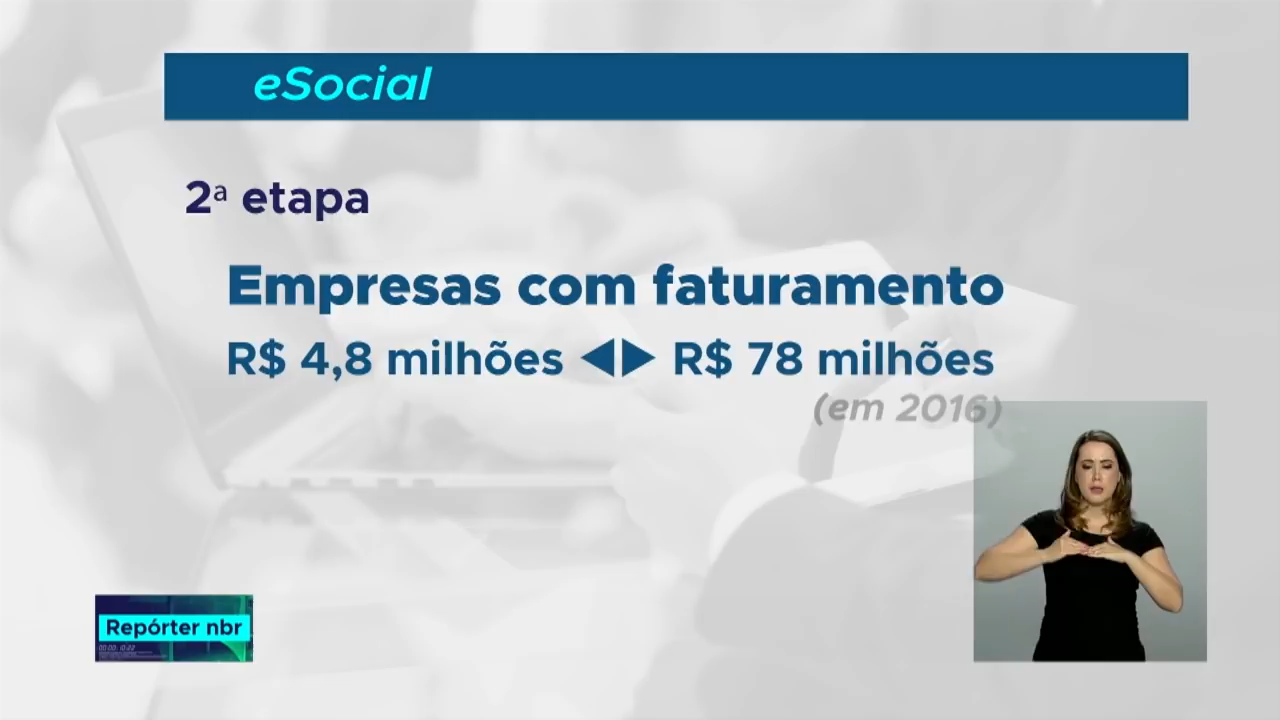 eSocial
2ª etapa
Empresas com faturamento
R$ 4,8 milhões ◀▶ R$ 78 milhões
(em 2016)
Repórter nbr